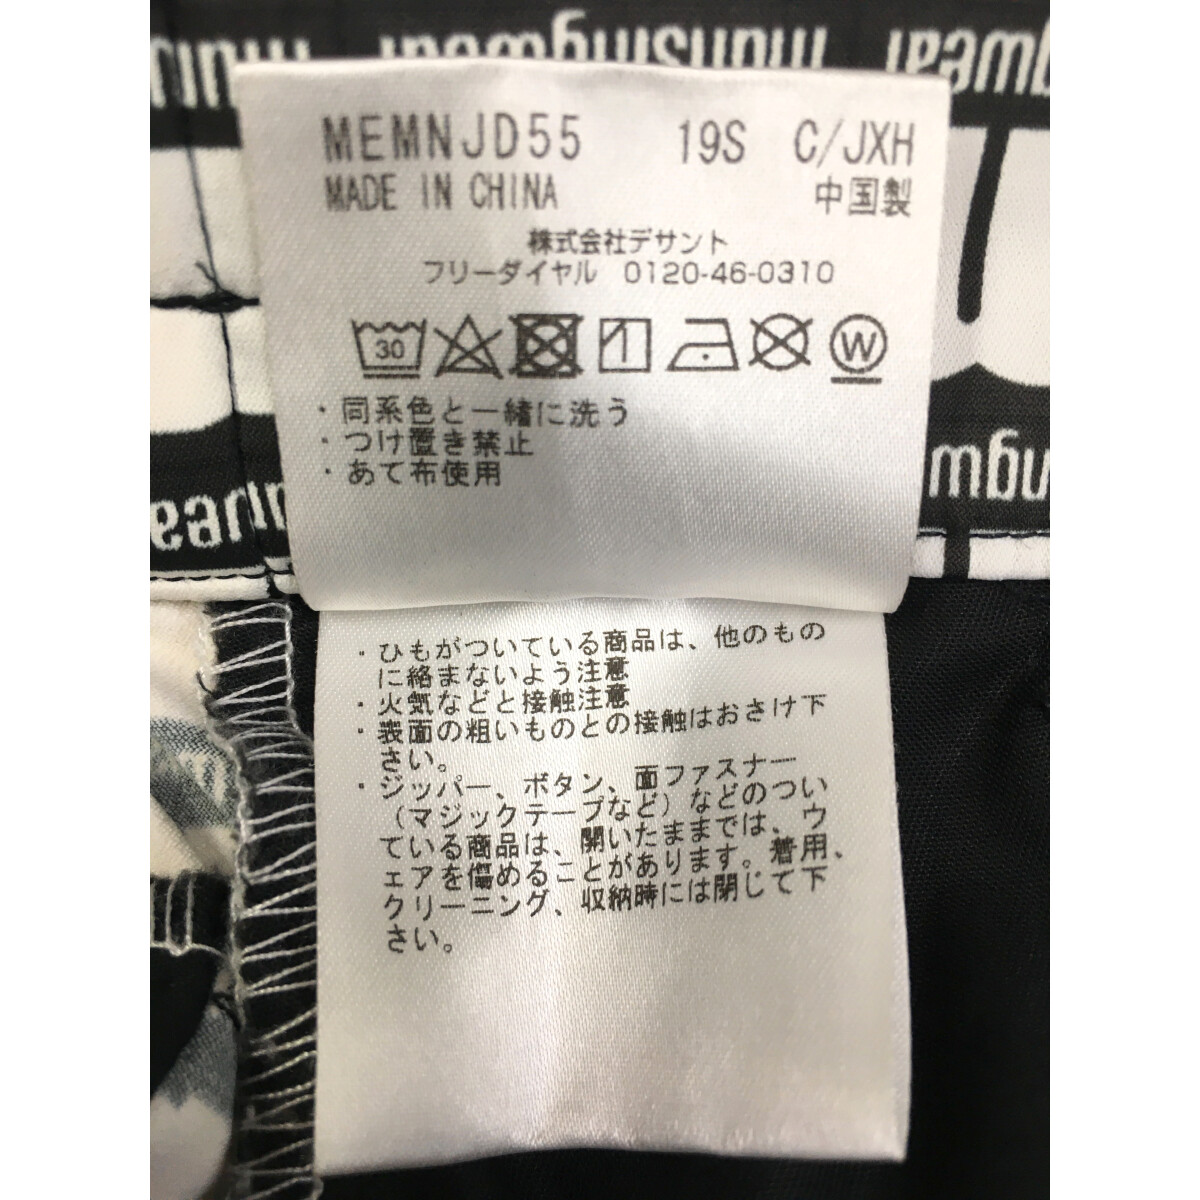 munsingwear munsingwear
MEMNJD55 19S C/JXH
MADE IN CHINA 中国製
株式会社デサント
フリーダイヤル 0120-46-0310
30 W
・同系色と一緒に洗う
・つけ置き禁止
・あて布使用
・ひもがついている商品は、他のもの
に絡まないよう注意
・火気などと接触注意
・表面の粗いものとの接触はおさけ下
さい。
・ジッパー、ボタン、面ファスナー
(マジックテープなど)などのつい
ている商品は、開いたままでは、ウ
ェアを傷めることがあります。着用、
クリーニング、収納時には閉じて下
さい。